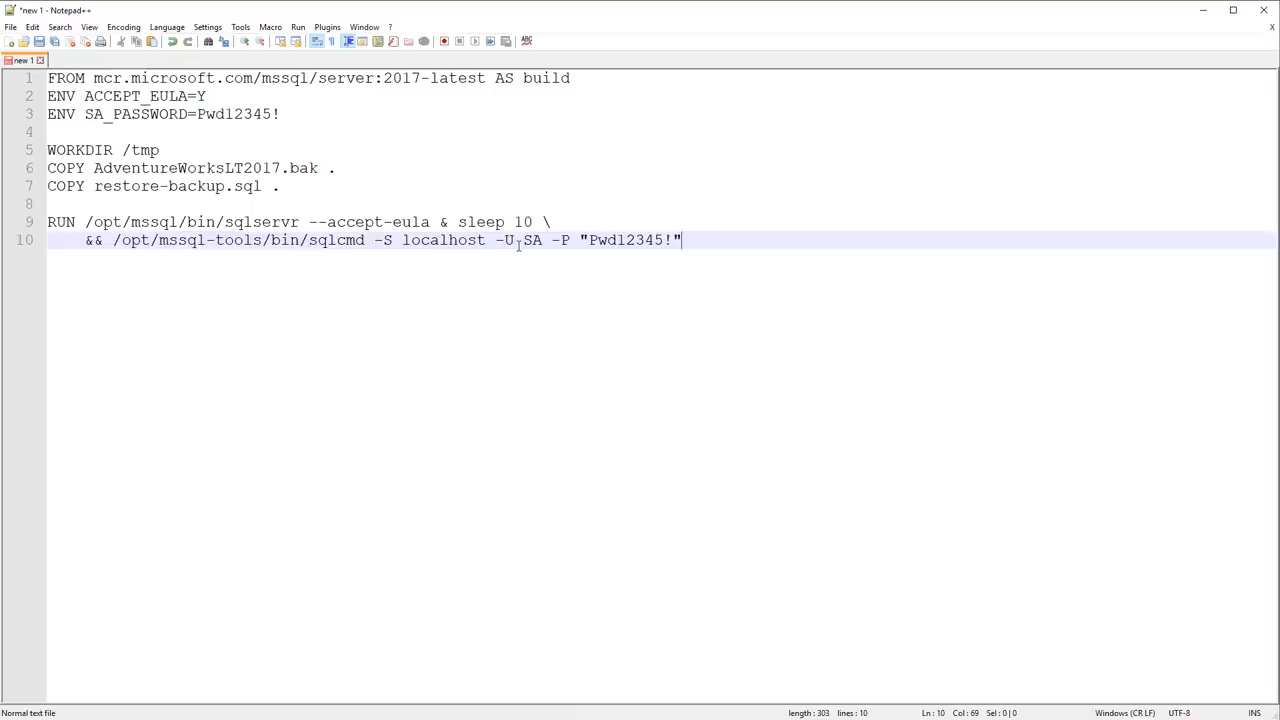 *new 1 - Notepad++
File Edit Search View Encoding Language Settings Tools Macro Run Plugins Window ? X
ABC
new 1
1 FROM mcr.microsoft.com/mssql/server:2017-latest AS build
2 ENV ACCEPT_EULA=Y
3 ENV SA_PASSWORD=Pwd12345!
4
5 WORKDIR /tmp
6 COPY AdventureWorksLT2017.bak .
7 COPY restore-backup.sql .
8
9 RUN /opt/mssql/bin/sqlservr --accept-eula & sleep 10 \
10 && /opt/mssql-tools/bin/sqlcmd -S localhost -U SA -P "Pwd12345!"
Normal text file length : 303 lines : 10 Ln : 10 Col : 69 Sel : 0 | 0 Windows (CR LF) UTF-8 INS